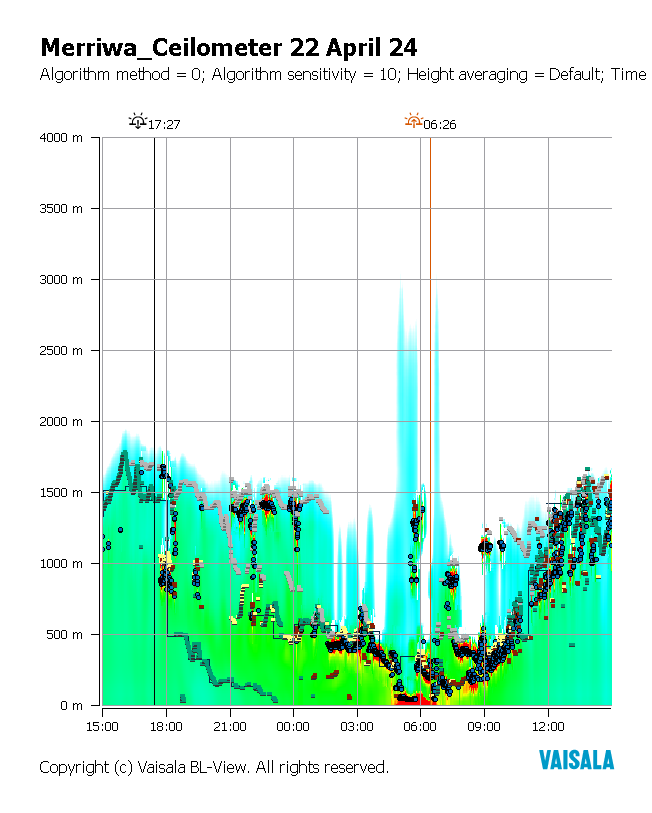 Merriwa_Ceilometer 22 April 24
Algorithm method = 0; Algorithm sensitivity = 10; Height averaging = Default; Time
17:27
06:26
4000 m
3500 m
3000 m
2500 m
2000 m
1500 m
1000 m
500 m
0 m
15:00 18:00 21:00 00:00 03:00 06:00 09:00 12:00
Copyright (c) Vaisala BL-View. All rights reserved.
VAISALA